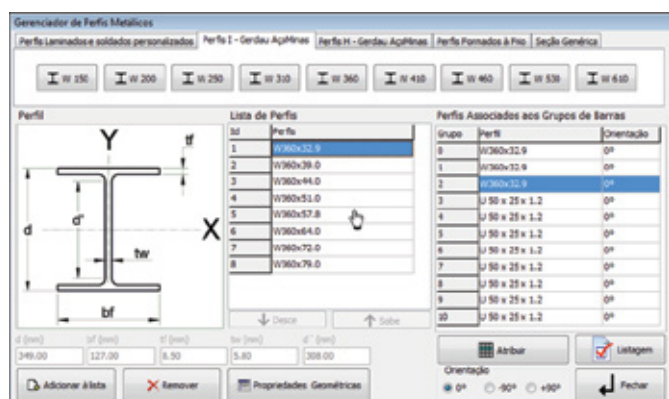 Gerenciador de Perfis Metálicos
Perfis Laminados e soldados personalizados Perfis I - Gerdau AçoMinas Perfis H - Gerdau AçoMinas Perfis Formados à Frio Seção Genérica
W 150 W 200 W 250 W 310 W 360 W 410 W 460 W 530 W 610
Perfil
Y
tf
d
d'
X
tw
bf
Lista de Perfis
Id Perfis
1 W360x32.9
2 W360x39.0
3 W360x44.0
4 W360x51.0
5 W360x57.8
6 W360x64.0
7 W360x72.0
8 W360x79.0
Desce Sobe
Perfis Associados aos Grupos de Barras
Grupo Perfil Orientação
0 W360x32.9 0º
1 W360x32.9 0º
2 W360x32.9 0º
3 U 50 x 25 x 1.2 0º
4 U 50 x 25 x 1.2 0º
5 U 50 x 25 x 1.2 0º
6 U 50 x 25 x 1.2 0º
7 U 50 x 25 x 1.2 0º
8 U 50 x 25 x 1.2 0º
9 U 50 x 25 x 1.2 0º
10 U 50 x 25 x 1.2 0º
d (mm) bf (mm) tf (mm) tw (mm) d' (mm)
349.00 127.00 8.50 5.80 308.00
Adicionar à lista Remover Propriedades Geométricas
Atribuir Listagem
Orientação
0º -90º +90º
Fechar